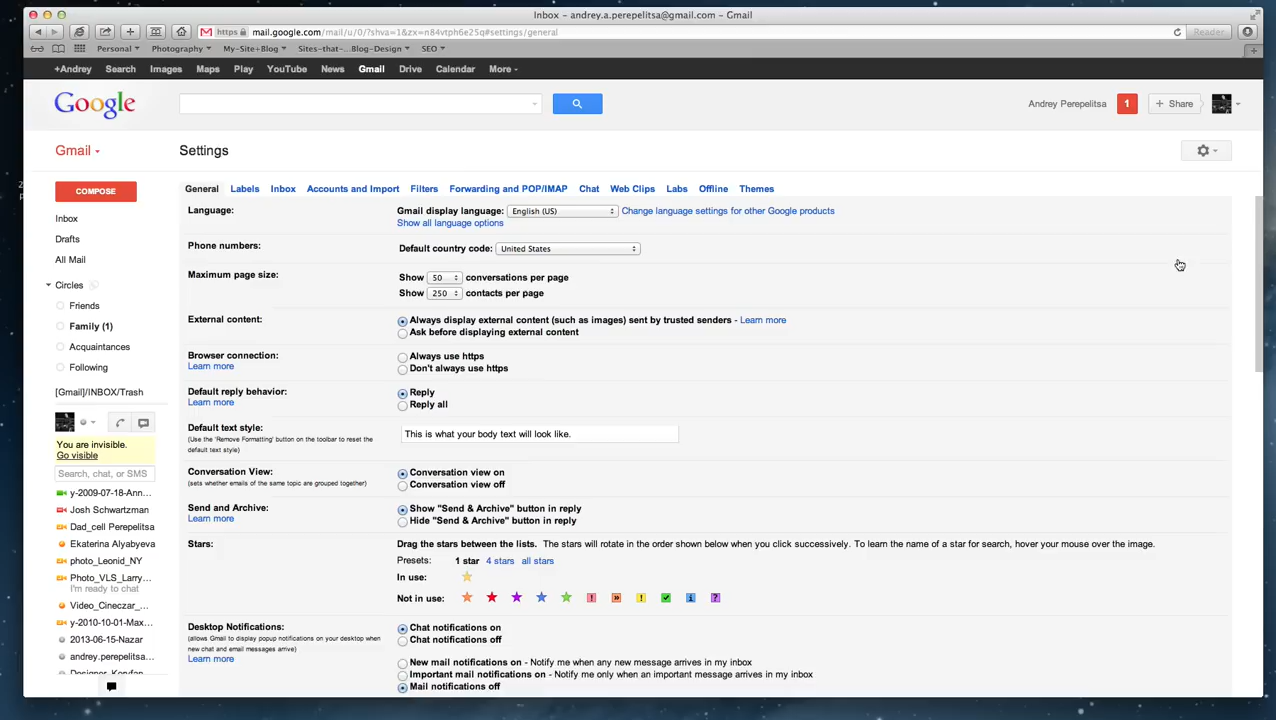 Inbox - andrey.a.perepelitsa@gmail.com - Gmail
https mail.google.com/mail/u/0/?shva=1&zx=n84vtph6e25q#settings/general
Reader
Personal Photography My-Site+Blog Sites-that-...Blog-Design SEO
+Andrey Search Images Maps Play YouTube News Gmail Drive Calendar More
Google
Andrey Perepelitsa 1 + Share
Gmail
Settings
COMPOSE
General Labels Inbox Accounts and Import Filters Forwarding and POP/IMAP Chat Web Clips Labs Offline Themes
Inbox
Drafts
All Mail
Circles
Friends
Family (1)
Acquaintances
Following
[Gmail]/INBOX/Trash
You are invisible.
Go visible
Search, chat, or SMS
y-2009-07-18-Ann...
Josh Schwartzman
Dad_cell Perepelitsa
Ekaterina Alyabyeva
photo_Leonid_NY
Photo_VLS_Larry...
I'm ready to chat
Video_Cineczar_...
y-2010-10-01-Max...
2013-06-15-Nazar
andrey.perepelitsa...
Designer_Koryfan
Language:
Gmail display language: English (US) Change language settings for other Google products
Show all language options
Phone numbers:
Default country code: United States
Maximum page size:
Show 50 conversations per page
Show 250 contacts per page
External content:
Always display external content (such as images) sent by trusted senders - Learn more
Ask before displaying external content
Browser connection:
Learn more
Always use https
Don't always use https
Default reply behavior:
Learn more
Reply
Reply all
Default text style:
(Use the 'Remove Formatting' button on the toolbar to reset the
default text style)
This is what your body text will look like.
Conversation View:
(sets whether emails of the same topic are grouped together)
Conversation view on
Conversation view off
Send and Archive:
Learn more
Show "Send & Archive" button in reply
Hide "Send & Archive" button in reply
Stars:
Drag the stars between the lists. The stars will rotate in the order shown below when you click successively. To learn the name of a star for search, hover your mouse over the image.
Presets: 1 star 4 stars all stars
In use:
Not in use:
Desktop Notifications:
(allows Gmail to display popup notifications on your desktop when
new chat and email messages arrive)
Learn more
Chat notifications on
Chat notifications off
New mail notifications on - Notify me when any new message arrives in my inbox
Important mail notifications on - Notify me only when an important message arrives in my inbox
Mail notifications off